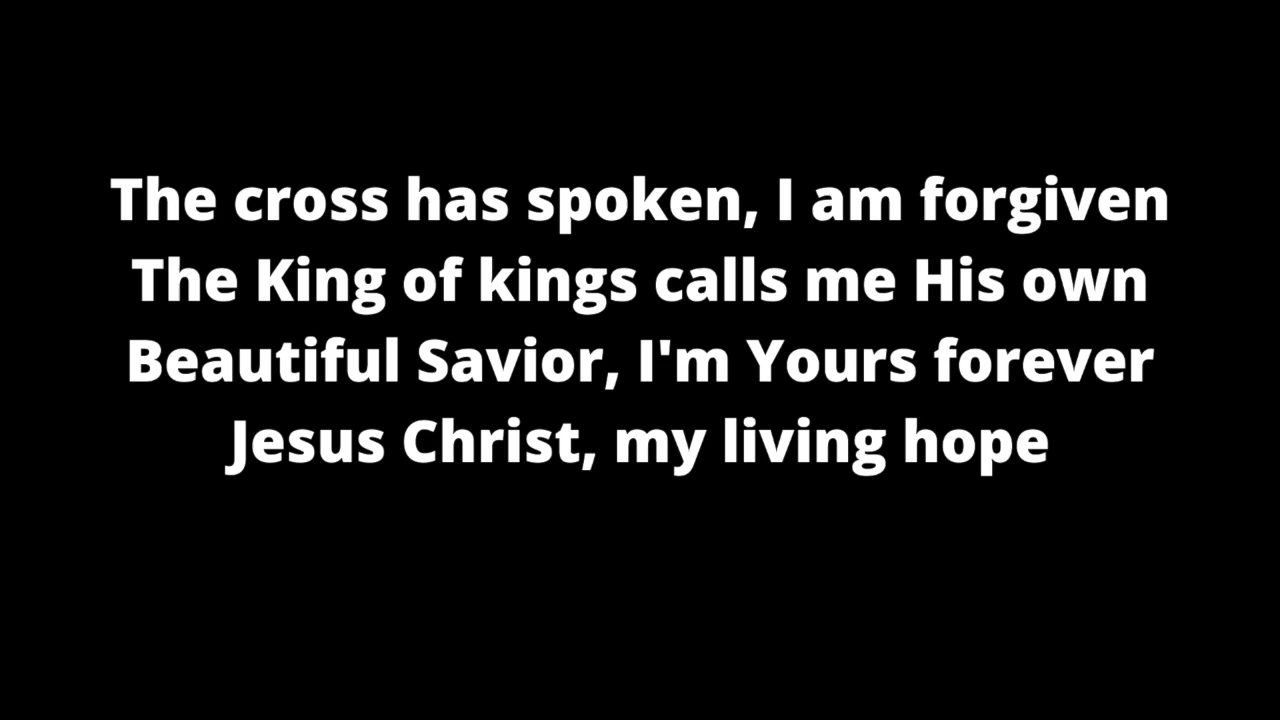 The cross has spoken, I am forgiven
The King of kings calls me His own
Beautiful Savior, I'm Yours forever
Jesus Christ, my living hope